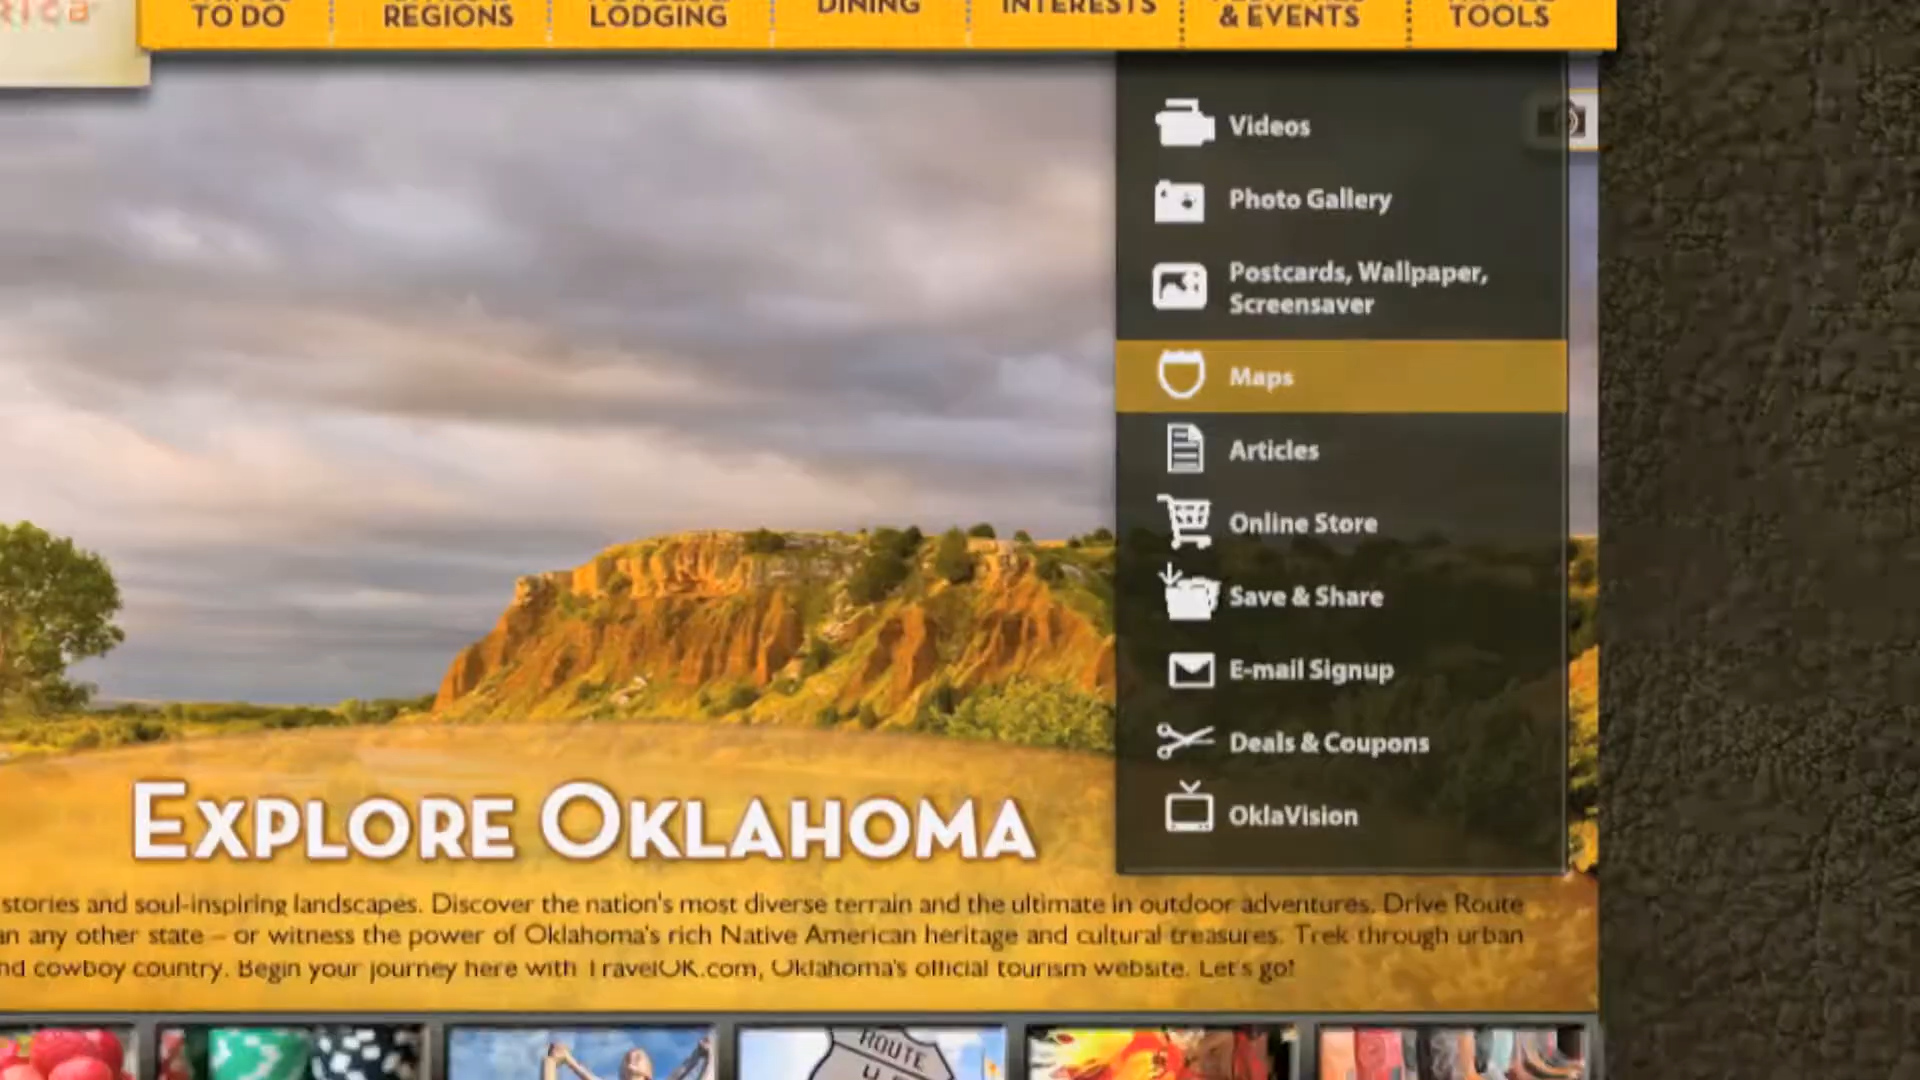 TO DO
REGIONS
LODGING
DINING
INTERESTS
& EVENTS
TOOLS
Videos
Photo Gallery
Postcards, Wallpaper,
Screensaver
Maps
Articles
Online Store
Save & Share
E-mail Signup
Deals & Coupons
OklaVision
EXPLORE OKLAHOMA
stories and soul-inspiring landscapes. Discover the nation's most diverse terrain and the ultimate in outdoor adventures. Drive Route
any other state – or witness the power of Oklahoma's rich Native American heritage and cultural treasures. Trek through urban
cowboy country. Begin your journey here with TravelOK.com, Oklahoma's official tourism website. Let's go!
ROUTE